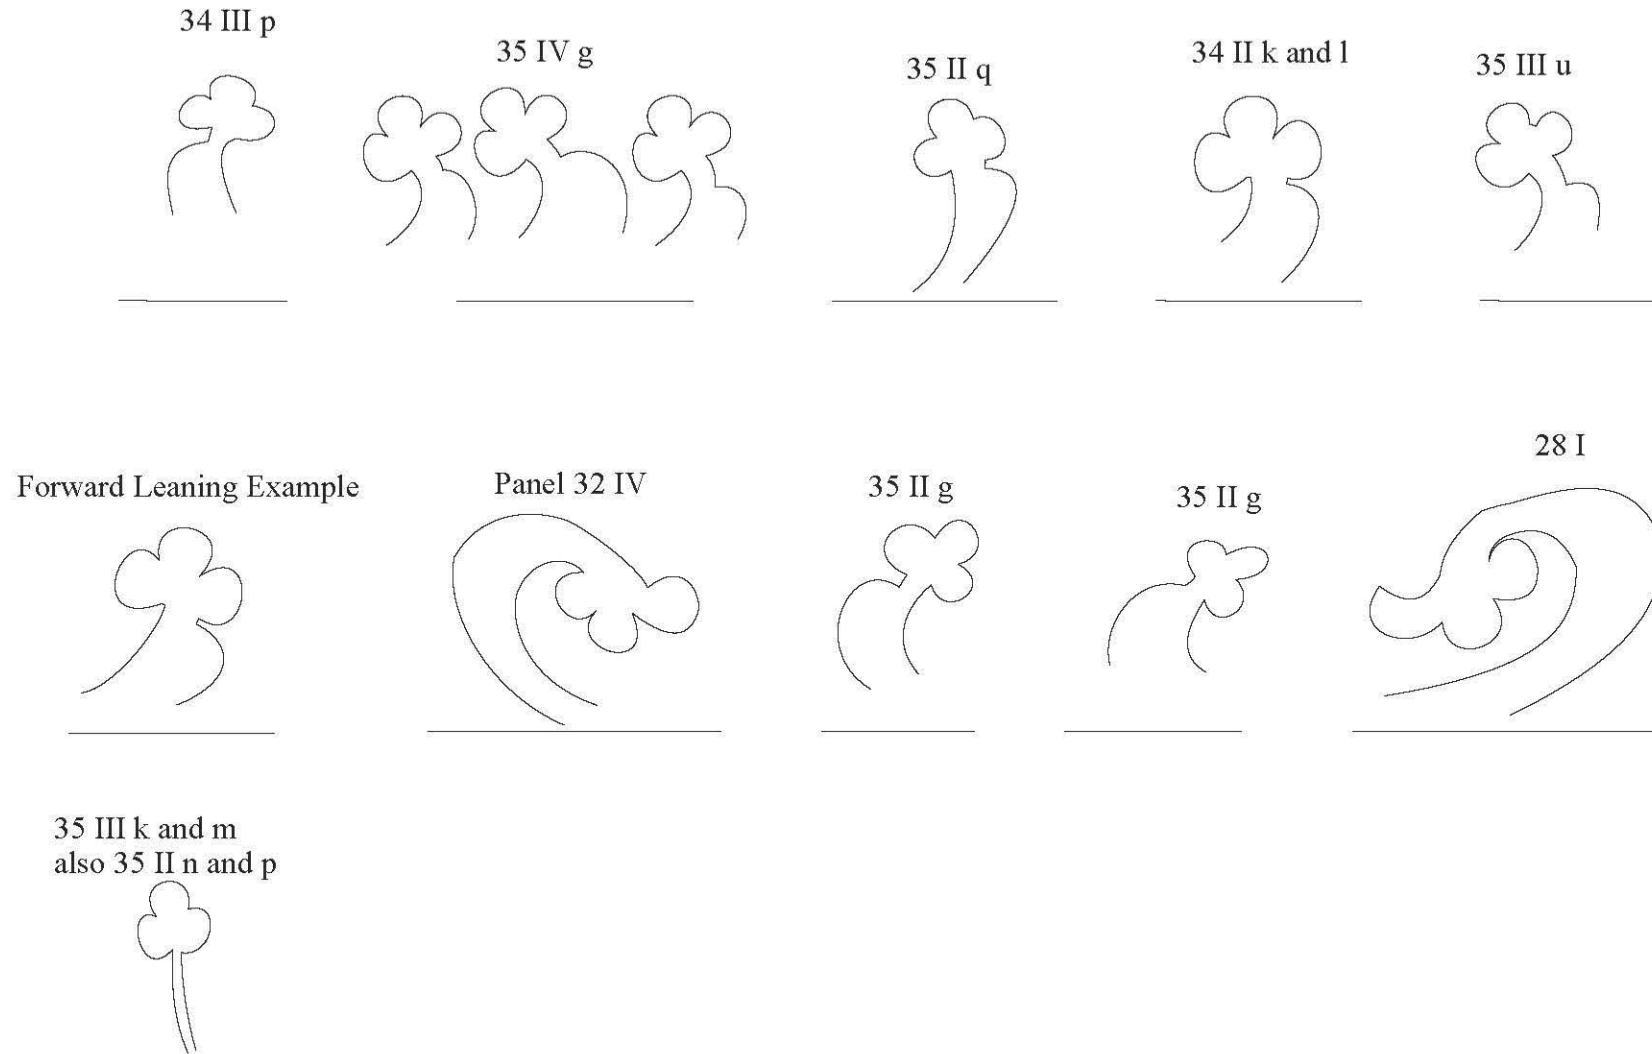 34 III p
35 IV g
35 II q
34 II k and l
35 III u
Forward Leaning Example
Panel 32 IV
35 II g
35 II g
28 I
35 III k and m
also 35 II n and p